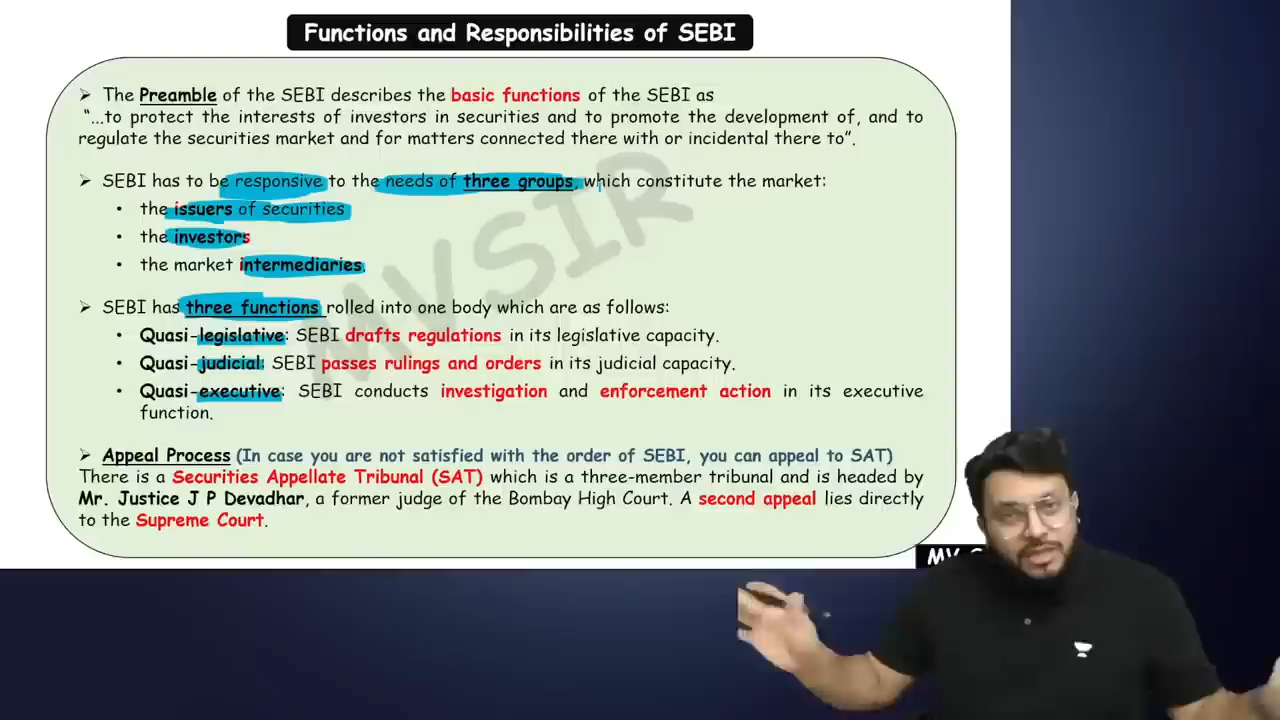 Functions and Responsibilities of SEBI
➢ The Preamble of the SEBI describes the basic functions of the SEBI as
"...to protect the interests of investors in securities and to promote the development of, and to
regulate the securities market and for matters connected there with or incidental there to".
➢ SEBI has to be responsive to the needs of three groups, which constitute the market:
• the issuers of securities
• the investors
• the market intermediaries.
➢ SEBI has three functions rolled into one body which are as follows:
• Quasi-legislative: SEBI drafts regulations in its legislative capacity.
• Quasi-judicial: SEBI passes rulings and orders in its judicial capacity.
• Quasi-executive: SEBI conducts investigation and enforcement action in its executive
function.
➢ Appeal Process (In case you are not satisfied with the order of SEBI, you can appeal to SAT)
There is a Securities Appellate Tribunal (SAT) which is a three-member tribunal and is headed by
Mr. Justice J P Devadhar, a former judge of the Bombay High Court. A second appeal lies directly
to the Supreme Court.
MVSIR
MV